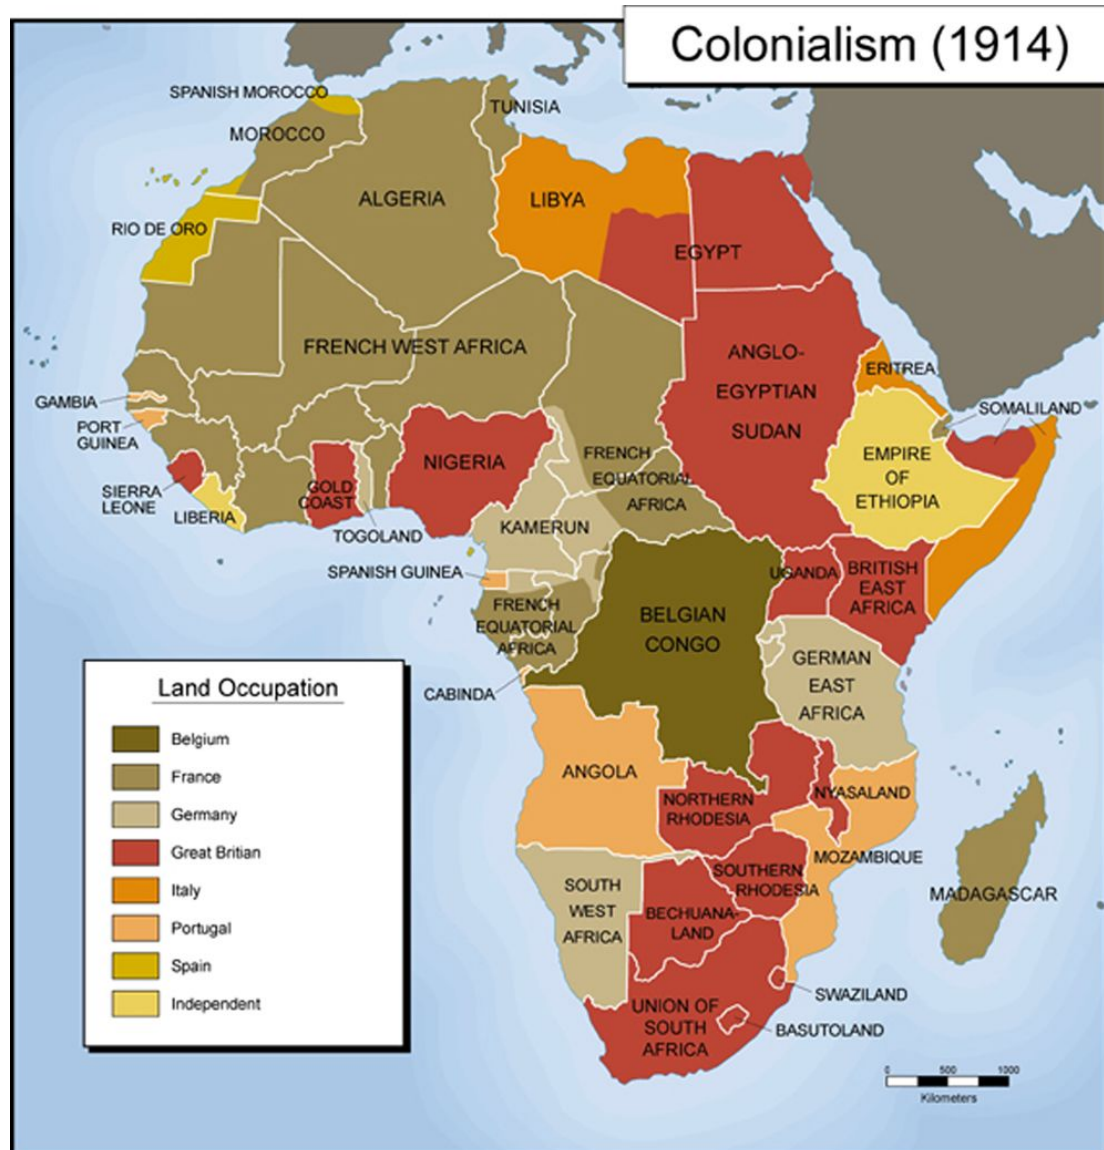 Colonialism (1914)
SPANISH MOROCCO
MOROCCO
TUNISIA
ALGERIA
LIBYA
EGYPT
RIO DE ORO
FRENCH WEST AFRICA
ANGLO-
EGYPTIAN
SUDAN
ERITREA
SOMALILAND
GAMBIA
PORT
GUINEA
SIERRA
LEONE
LIBERIA
GOLD
COAST
TOGOLAND
NIGERIA
FRENCH
EQUATORIAL
AFRICA
EMPIRE
OF
ETHIOPIA
KAMERUN
SPANISH GUINEA
FRENCH
EQUATORIAL
AFRICA
CABINDA
BELGIAN
CONGO
UGANDA
BRITISH
EAST
AFRICA
GERMAN
EAST
AFRICA
ANGOLA
NORTHERN
RHODESIA
NYASALAND
MOZAMBIQUE
SOUTHERN
RHODESIA
SOUTH
WEST
AFRICA
BECHUANA-
LAND
MADAGASCAR
SWAZILAND
BASUTOLAND
UNION OF
SOUTH
AFRICA
Land Occupation
Belgium
France
Germany
Great Britian
Italy
Portugal
Spain
Independent
0 500 1000
Kilometers